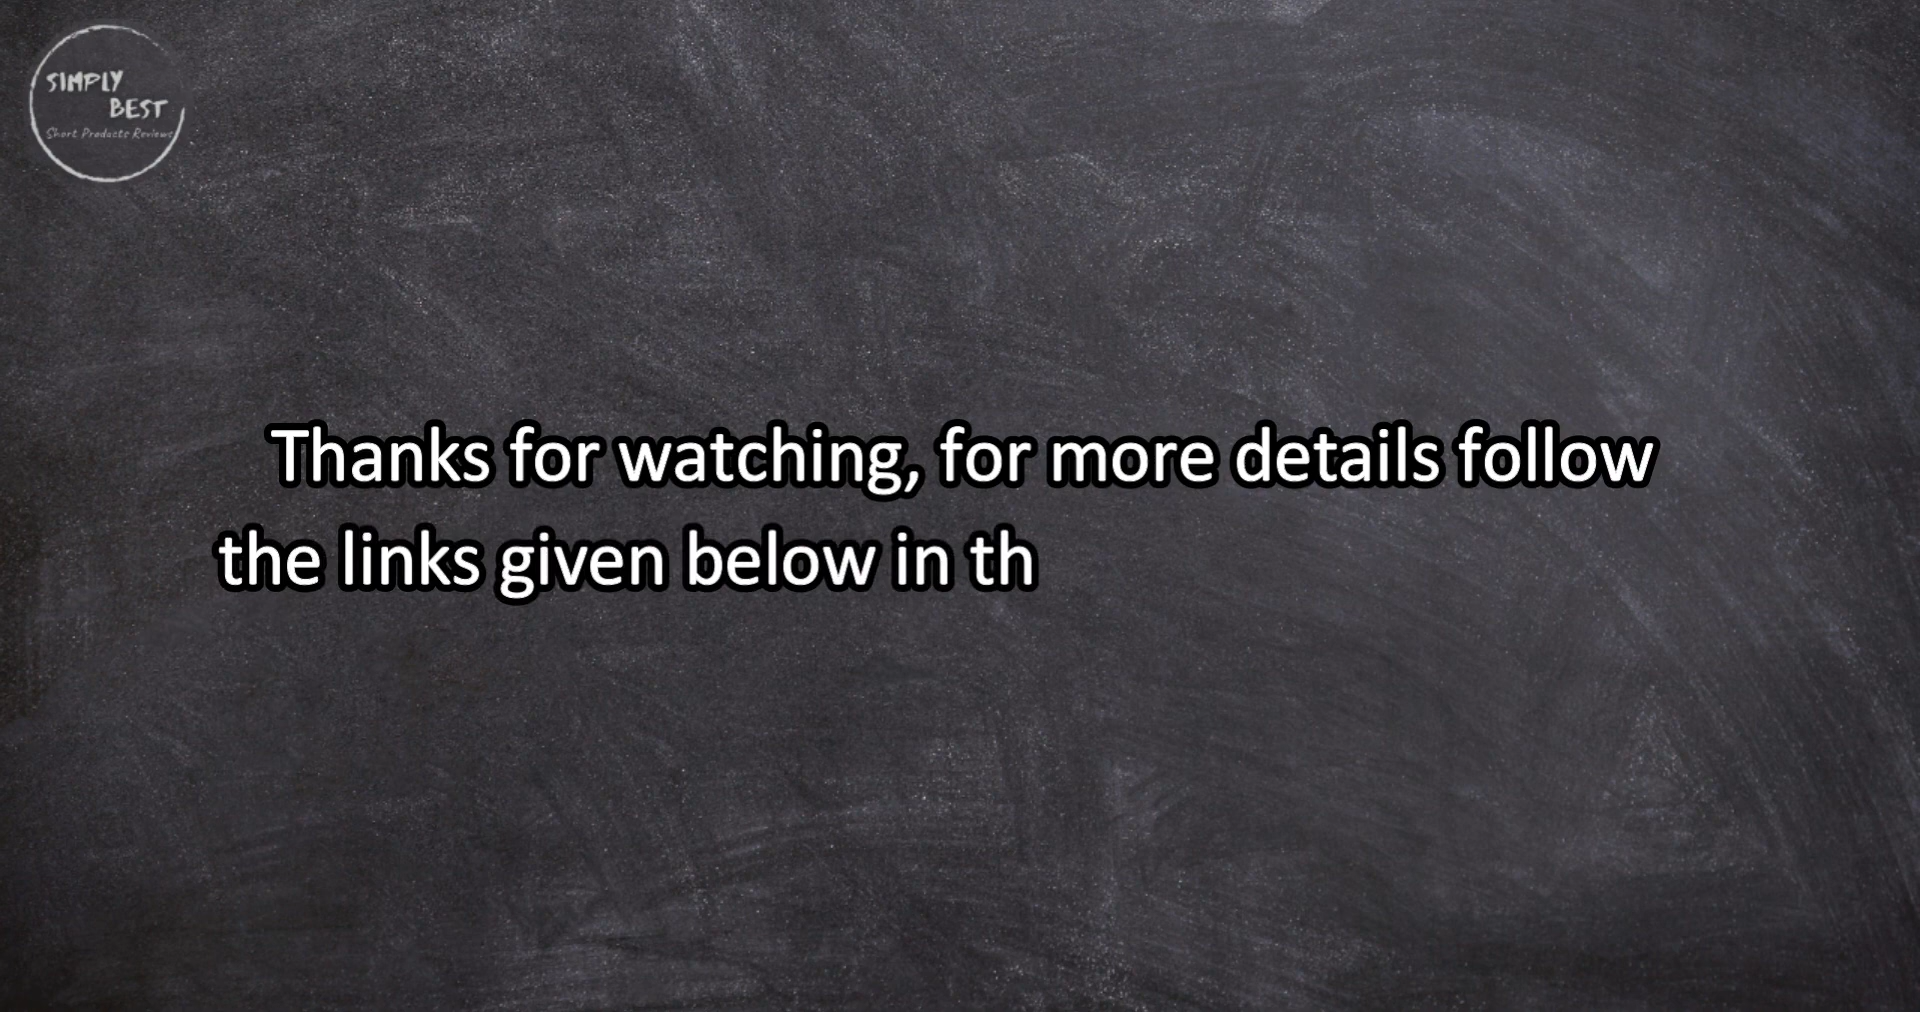 SIMPLY
BEST
Short Products Reviews
Thanks for watching, for more details follow
the links given below in th